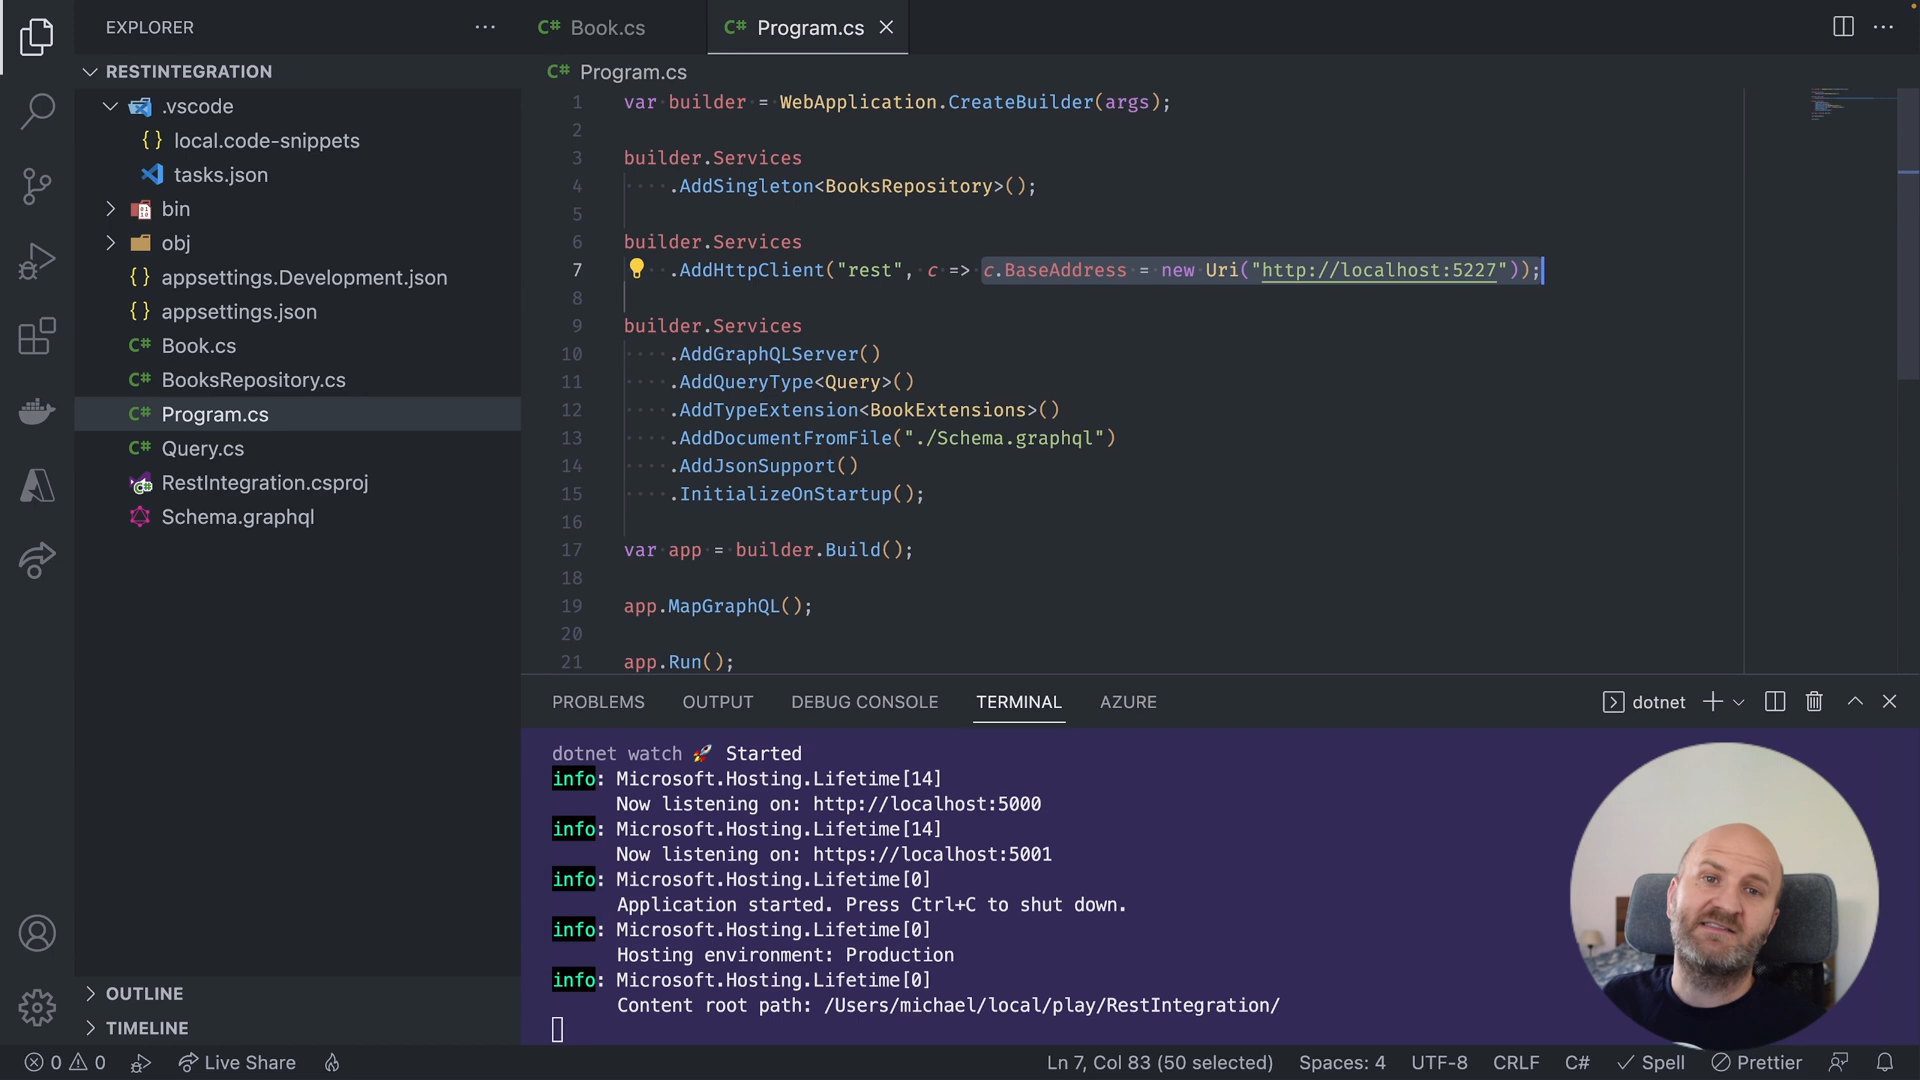 EXPLORER
RESTINTEGRATION
.vscode
{} local.code-snippets
tasks.json
bin
obj
{} appsettings.Development.json
{} appsettings.json
C# Book.cs
C# BooksRepository.cs
C# Program.cs
C# Query.cs
RestIntegration.csproj
Schema.graphql
OUTLINE
TIMELINE
C# Book.cs
C# Program.cs
C# Program.cs
1 var builder = WebApplication.CreateBuilder(args);
2
3 builder.Services
4 ····.AddSingleton<BooksRepository>();
5
6 builder.Services
7 ··.AddHttpClient("rest", c => c.BaseAddress = new Uri("http://localhost:5227"));
8
9 builder.Services
10 ····.AddGraphQLServer()
11 ····.AddQueryType<Query>()
12 ····.AddTypeExtension<BookExtensions>()
13 ····.AddDocumentFromFile("./Schema.graphql")
14 ····.AddJsonSupport()
15 ····.InitializeOnStartup();
16
17 var app = builder.Build();
18
19 app.MapGraphQL();
20
21 app.Run();
PROBLEMS OUTPUT DEBUG CONSOLE TERMINAL AZURE dotnet
dotnet watch 🚀 Started
info: Microsoft.Hosting.Lifetime[14]
Now listening on: http://localhost:5000
info: Microsoft.Hosting.Lifetime[14]
Now listening on: https://localhost:5001
info: Microsoft.Hosting.Lifetime[0]
Application started. Press Ctrl+C to shut down.
info: Microsoft.Hosting.Lifetime[0]
Hosting environment: Production
info: Microsoft.Hosting.Lifetime[0]
Content root path: /Users/michael/local/play/RestIntegration/
0 0 Live Share Ln 7, Col 83 (50 selected) Spaces: 4 UTF-8 CRLF C# Spell Prettier